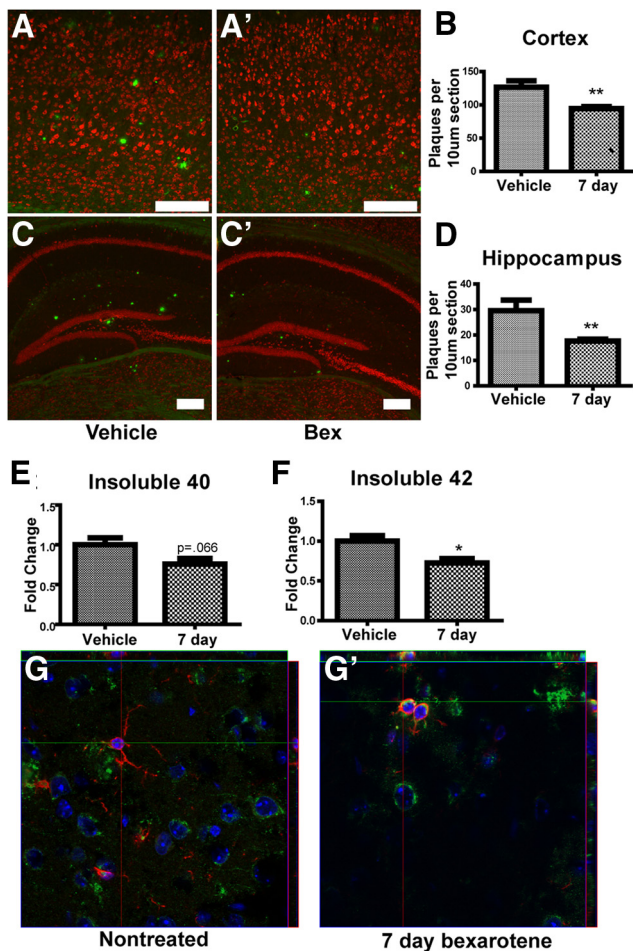 A
A'
B
Cortex
Plaques per
10um section
150
100
50
0
**
Vehicle
7 day
C
C'
D
Hippocampus
Plaques per
10um section
40
30
20
10
0
**
Vehicle
7 day
Vehicle
Bex
E
Insoluble 40
Fold Change
1.5
1.0
0.5
0.0
p=.066
Vehicle
7 day
F
Insoluble 42
Fold Change
1.5
1.0
0.5
0.0
*
Vehicle
7 day
G
G'
Nontreated
7 day bexarotene